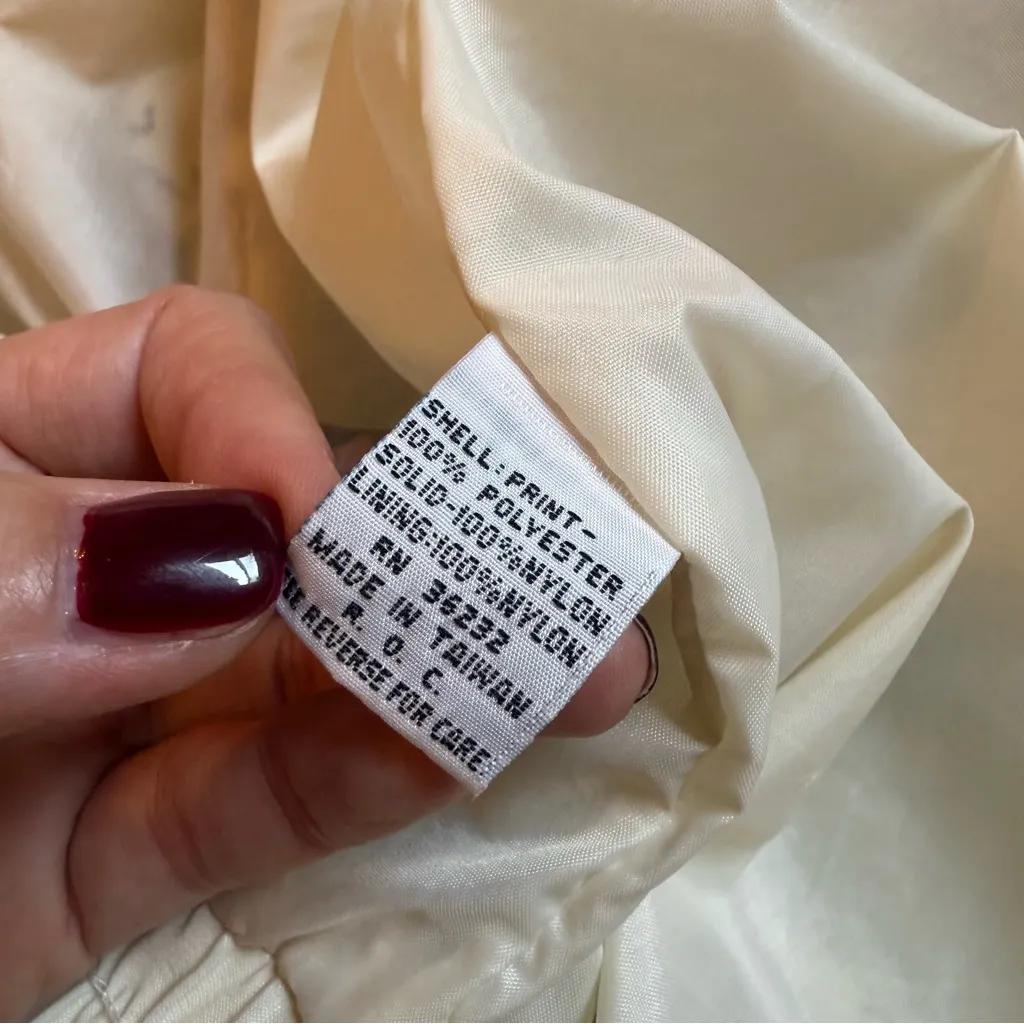 SHELL: PRINT-
100% POLYESTER
SOLID-100%NYLON
LINING:100%NYLON
RN 36232
MADE IN TAIWAN
R. O. C.
REVERSE FOR CARE.